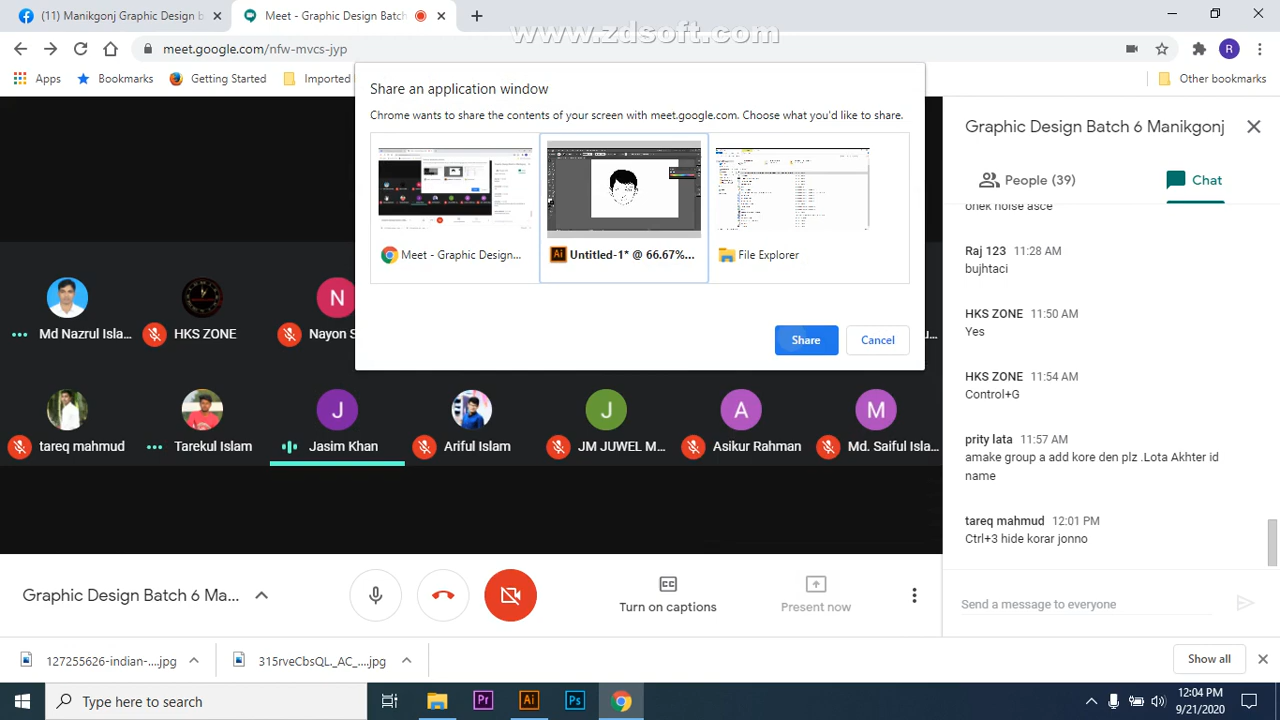 (11) Manikgonj Graphic Design b
Meet - Graphic Design Bat
www.zdsoft.com
meet.google.com/nfw-mvcs-jyp
R
Apps
Bookmarks
Getting Started
Imported
Other bookmarks
Share an application window
Chrome wants to share the contents of your screen with meet.google.com. Choose what you'd like to share.
Meet - Graphic Design...
Ai Untitled-1* @ 66.67%...
File Explorer
Share
Cancel
Graphic Design Batch 6 Manikgonj
People (39)
Chat
onek noise asce
Raj 123 11:28 AM
bujhtaci
HKS ZONE 11:50 AM
Yes
HKS ZONE 11:54 AM
Control+G
prity lata 11:57 AM
amake group a add kore den plz .Lota Akhter id
name
tareq mahmud 12:01 PM
Ctrl+3 hide korar jonno
Send a message to everyone
N
Md Nazrul Isla...
HKS ZONE
Nayon S
u...
J
J
A
M
tareq mahmud
Tarekul Islam
Jasim Khan
Ariful Islam
JM JUWEL M...
Asikur Rahman
Md. Saiful Isla...
Graphic Design Batch 6 Ma...
CC
Turn on captions
Present now
127255626-indian-....jpg
315rveCbsQL._AC_....jpg
Show all
Type here to search
Pr
Ai
Ps
12:04 PM
9/21/2020